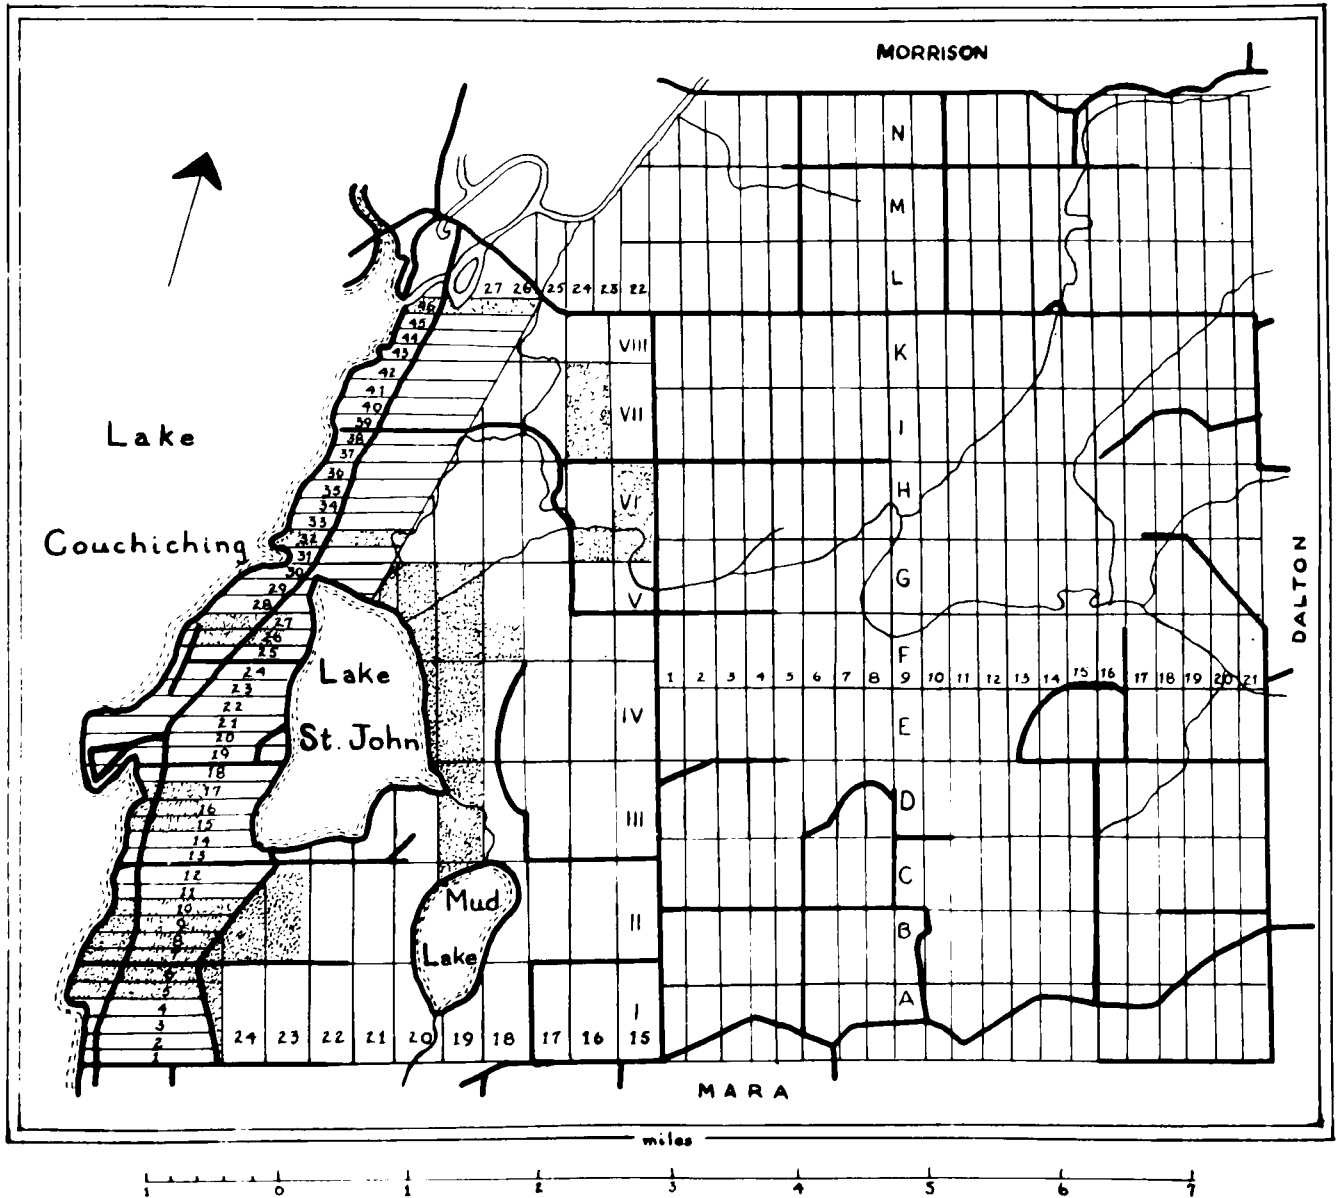 MORRISON
N
M
L
27 26 25 24 23 22
46
45
44
43
42
41
40
39
38
37
36
35
34
33
32
31
30
29
28
27
26
25
24
23
22
21
20
19
18
17
16
15
14
13
12
11
10
9
8
7
6
5
4
3
2
1
VIII
VII
VI
V
IV
III
II
I
K
I
H
G
F
E
D
C
B
A
Lake
Couchiching
Lake
St. John
Mud
Lake
1 2 3 4 5 6 7 8 9 10 11 12 13 14 15 16 17 18 19 20 21
DALTON
24 23 22 21 20 19 18 17 16 15
MARA
miles
1 0 1 2 3 4 5 6 7